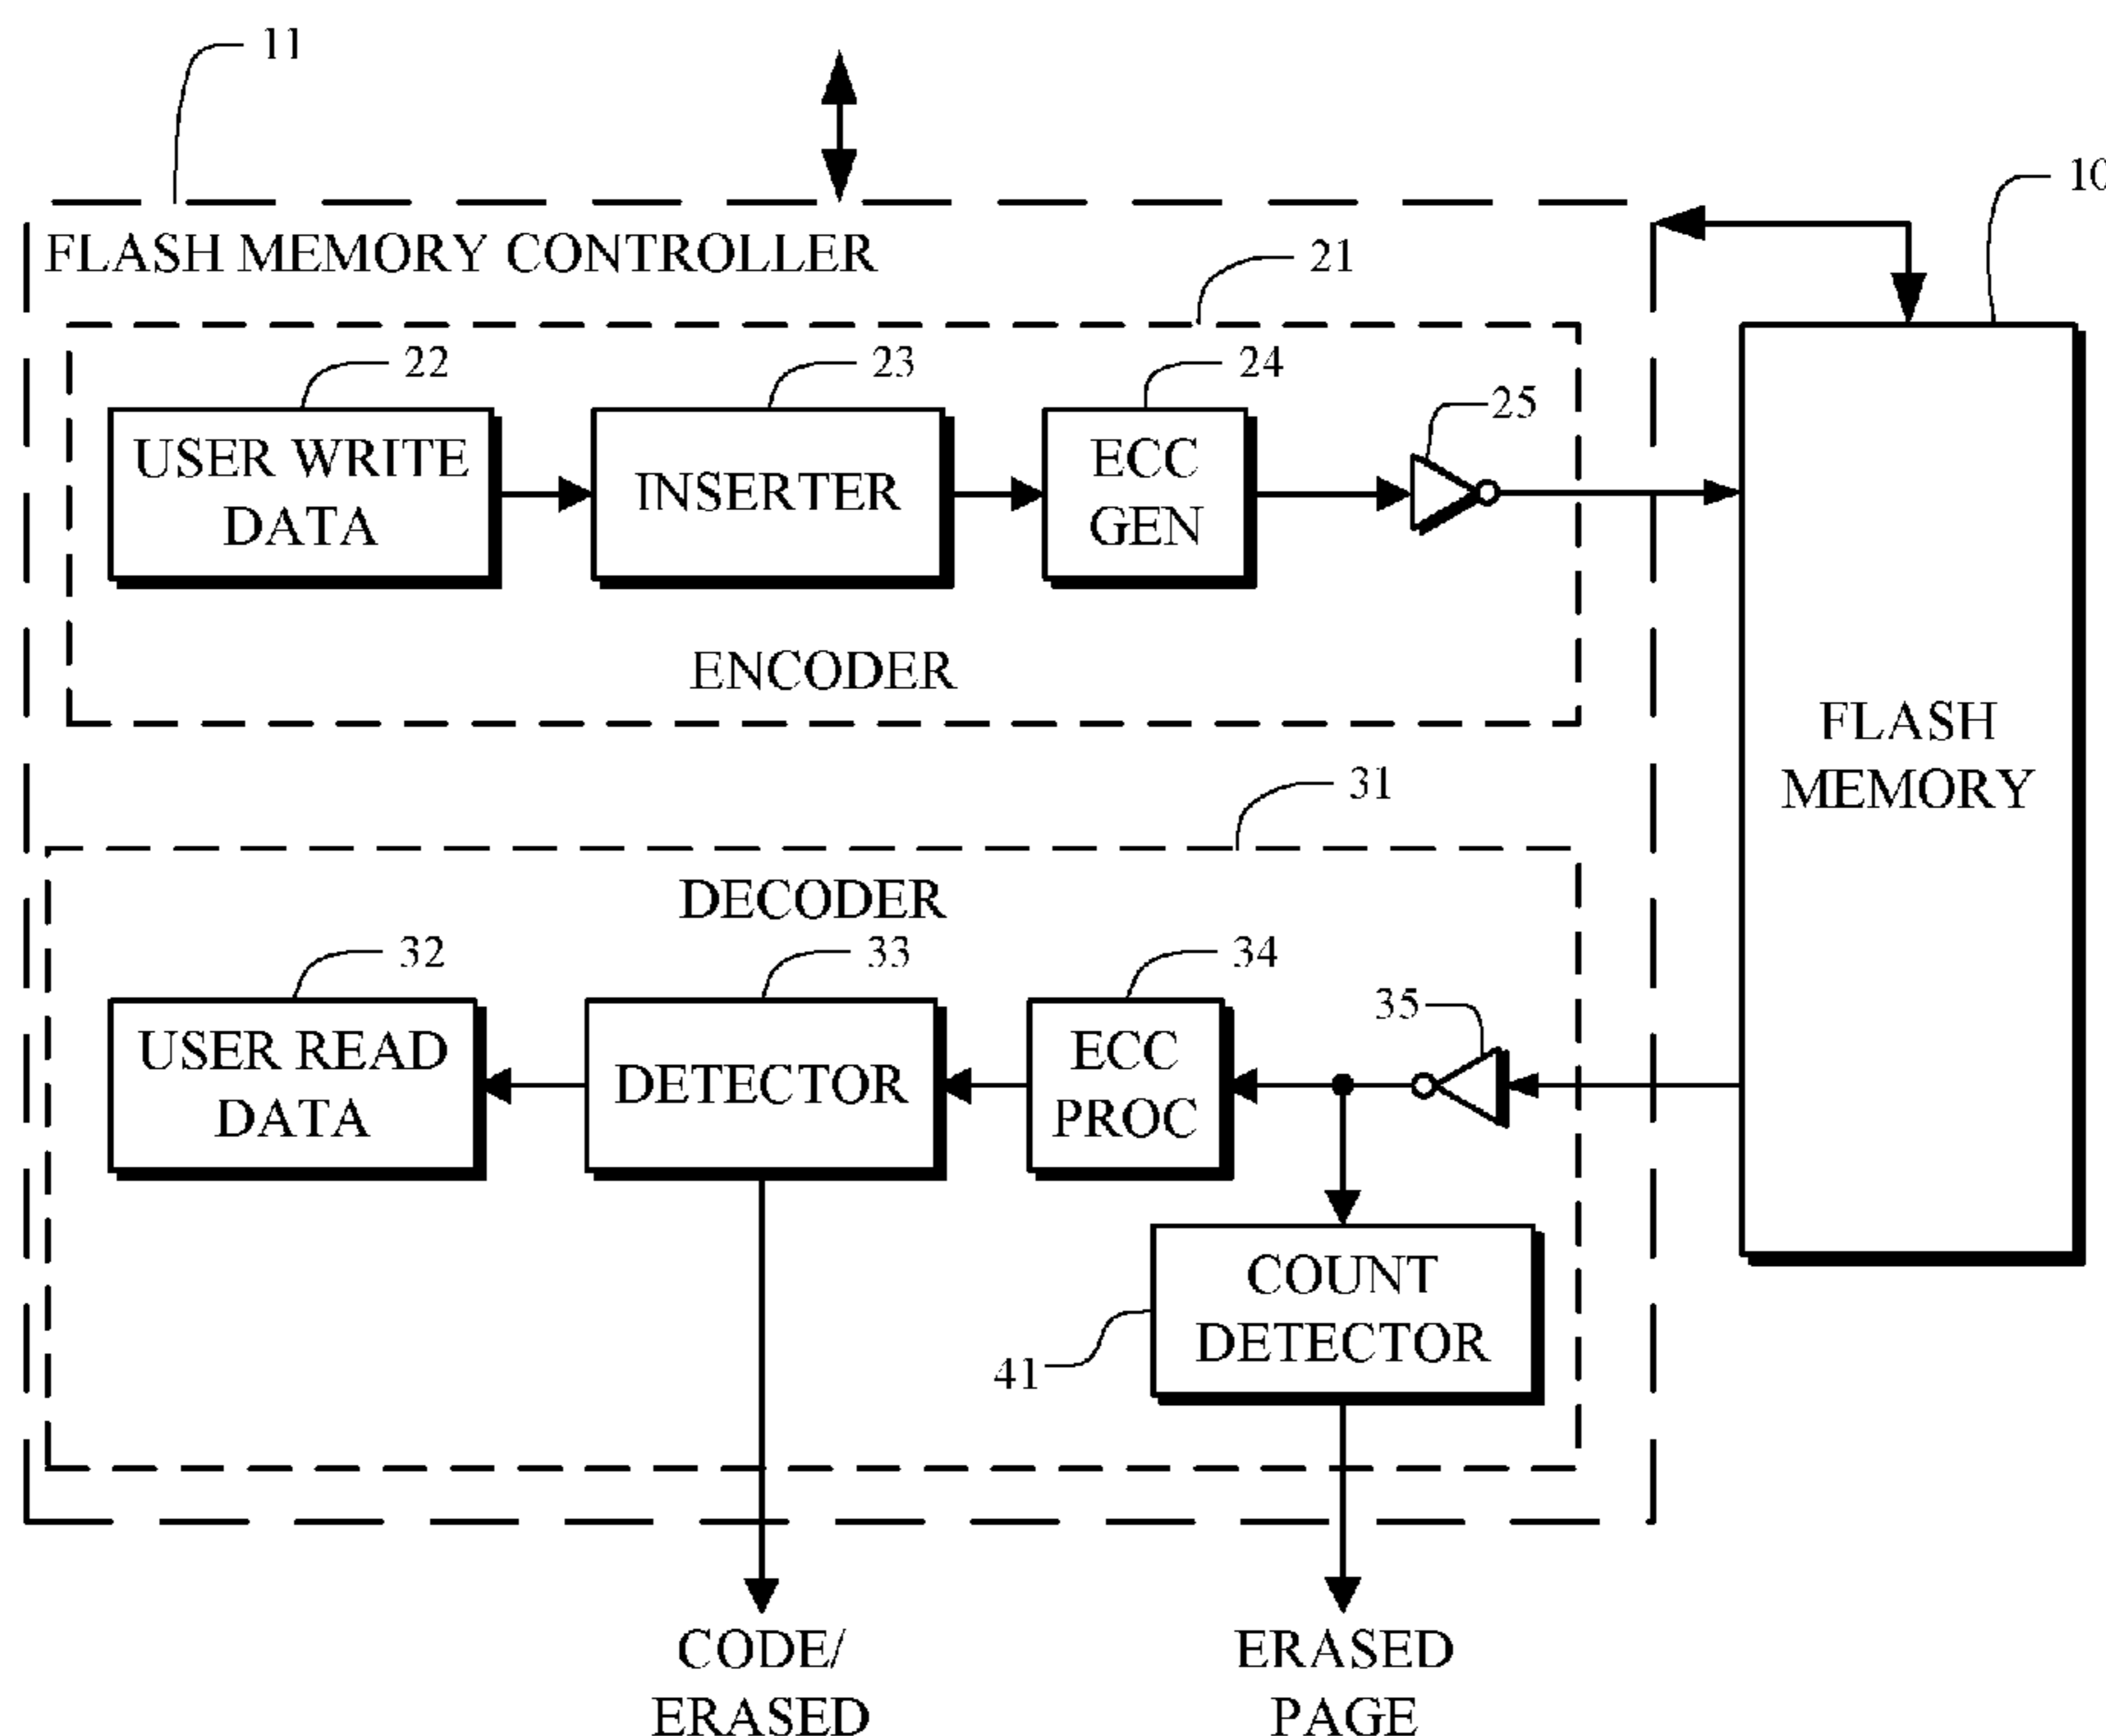 11
10
FLASH MEMORY CONTROLLER
21
22
23
24
25
USER WRITE
DATA
INSERTER
ECC
GEN
ENCODER
FLASH
MEMORY
31
DECODER
32
33
34
35
USER READ
DATA
DETECTOR
ECC
PROC
COUNT
DETECTOR
41
CODE/
ERASED
ERASED
PAGE